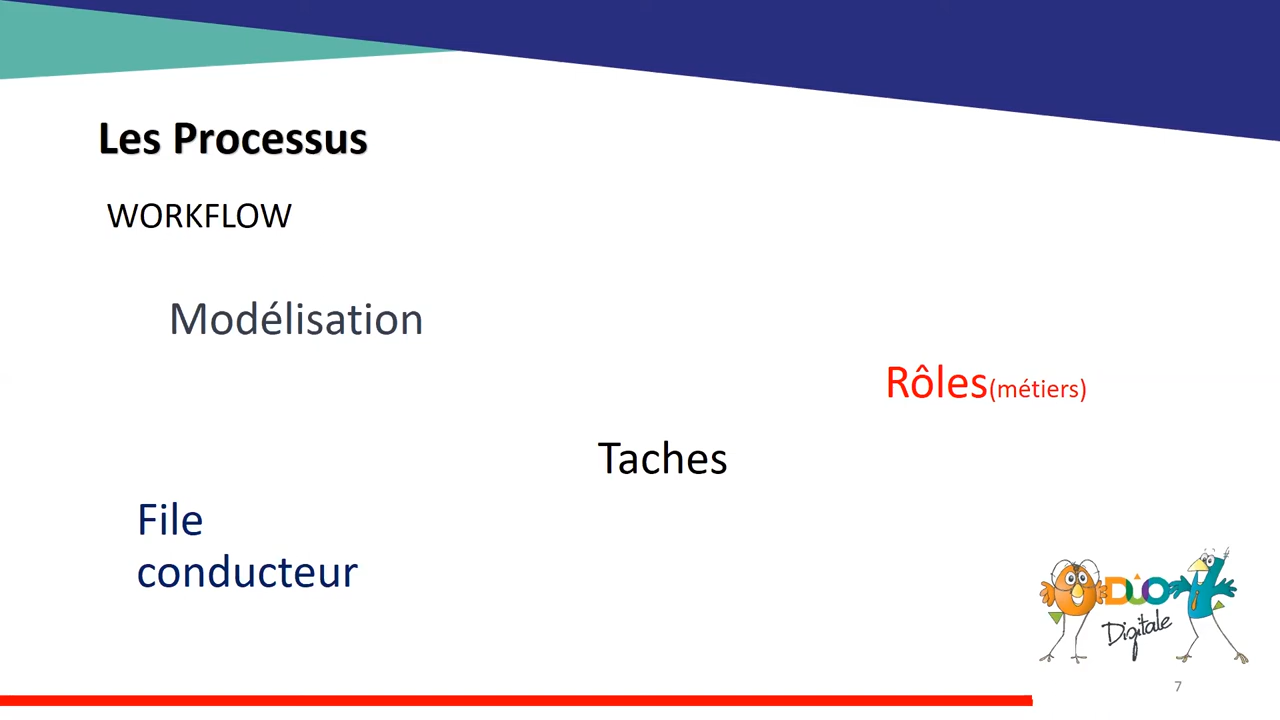 Les Processus
WORKFLOW
Modélisation
Rôles(métiers)
Taches
File
conducteur
DUO
Digitale
7